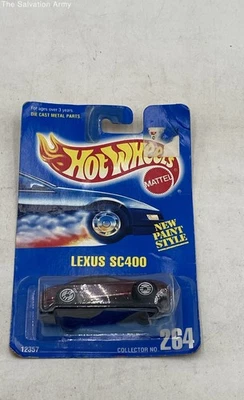 The Salvation Army
For ages over 3 years.
DIE CAST METAL PARTS
HOT WHEELS
MATTEL
NEW
PAINT
STYLE
LEXUS SC400
12357
COLLECTOR NO.
264